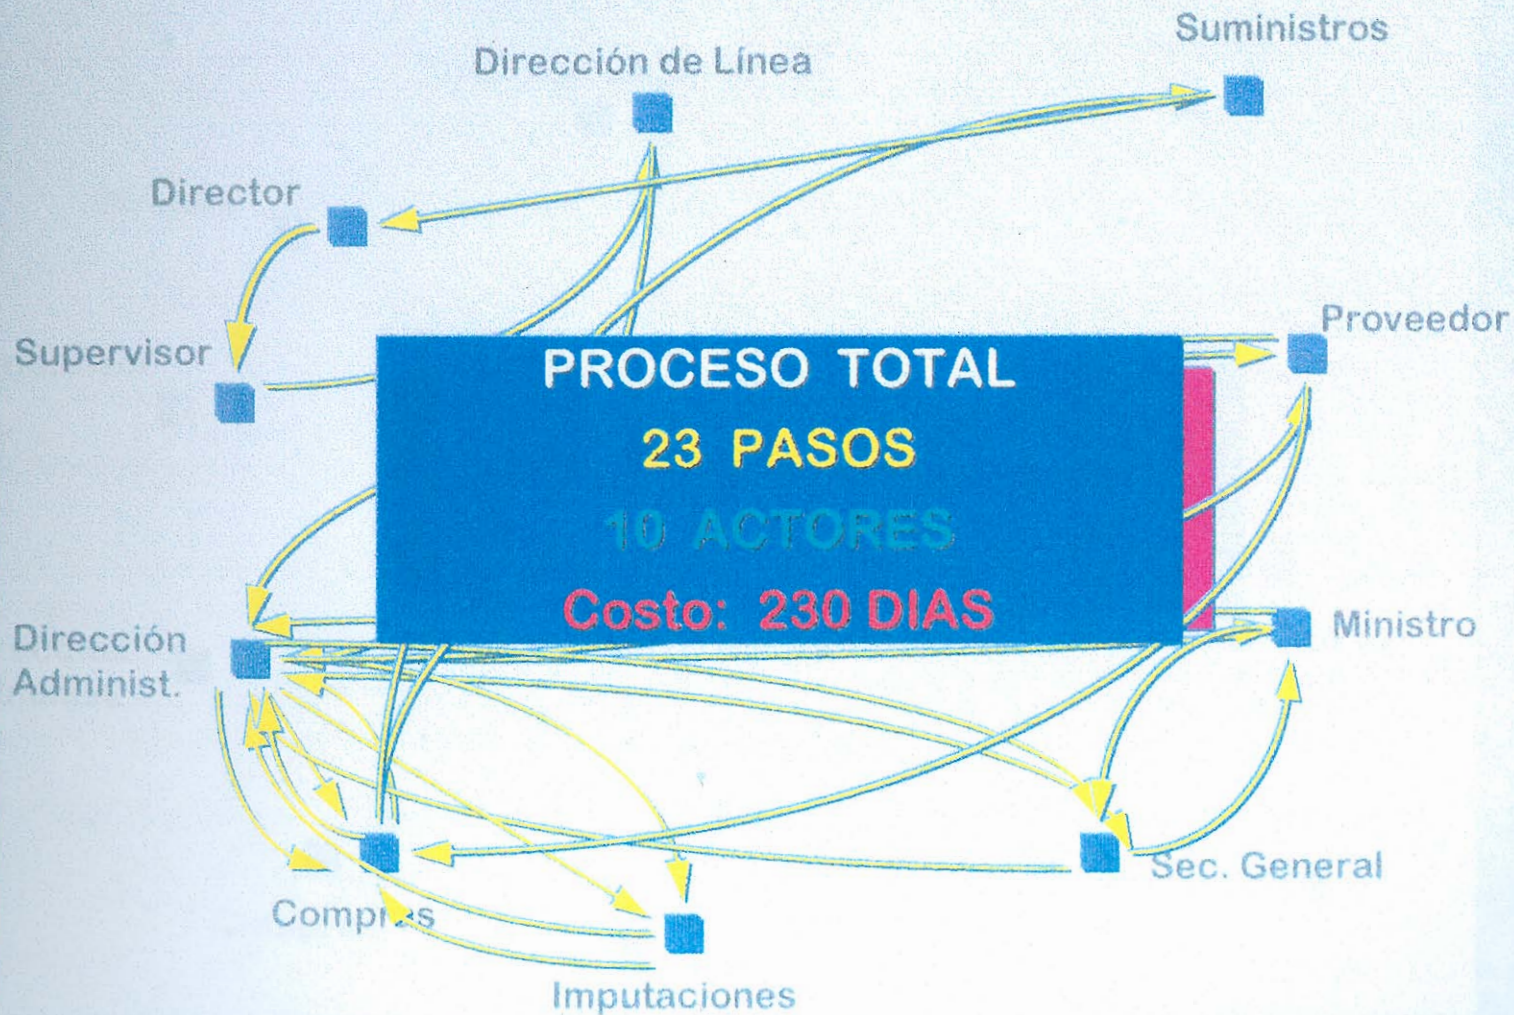 Suministros
Dirección de Línea
Director
Proveedor
Supervisor
PROCESO TOTAL
23 PASOS
10 ACTORES
Costo: 230 DIAS
Dirección
Administ.
Ministro
Sec. General
Compras
Imputaciones